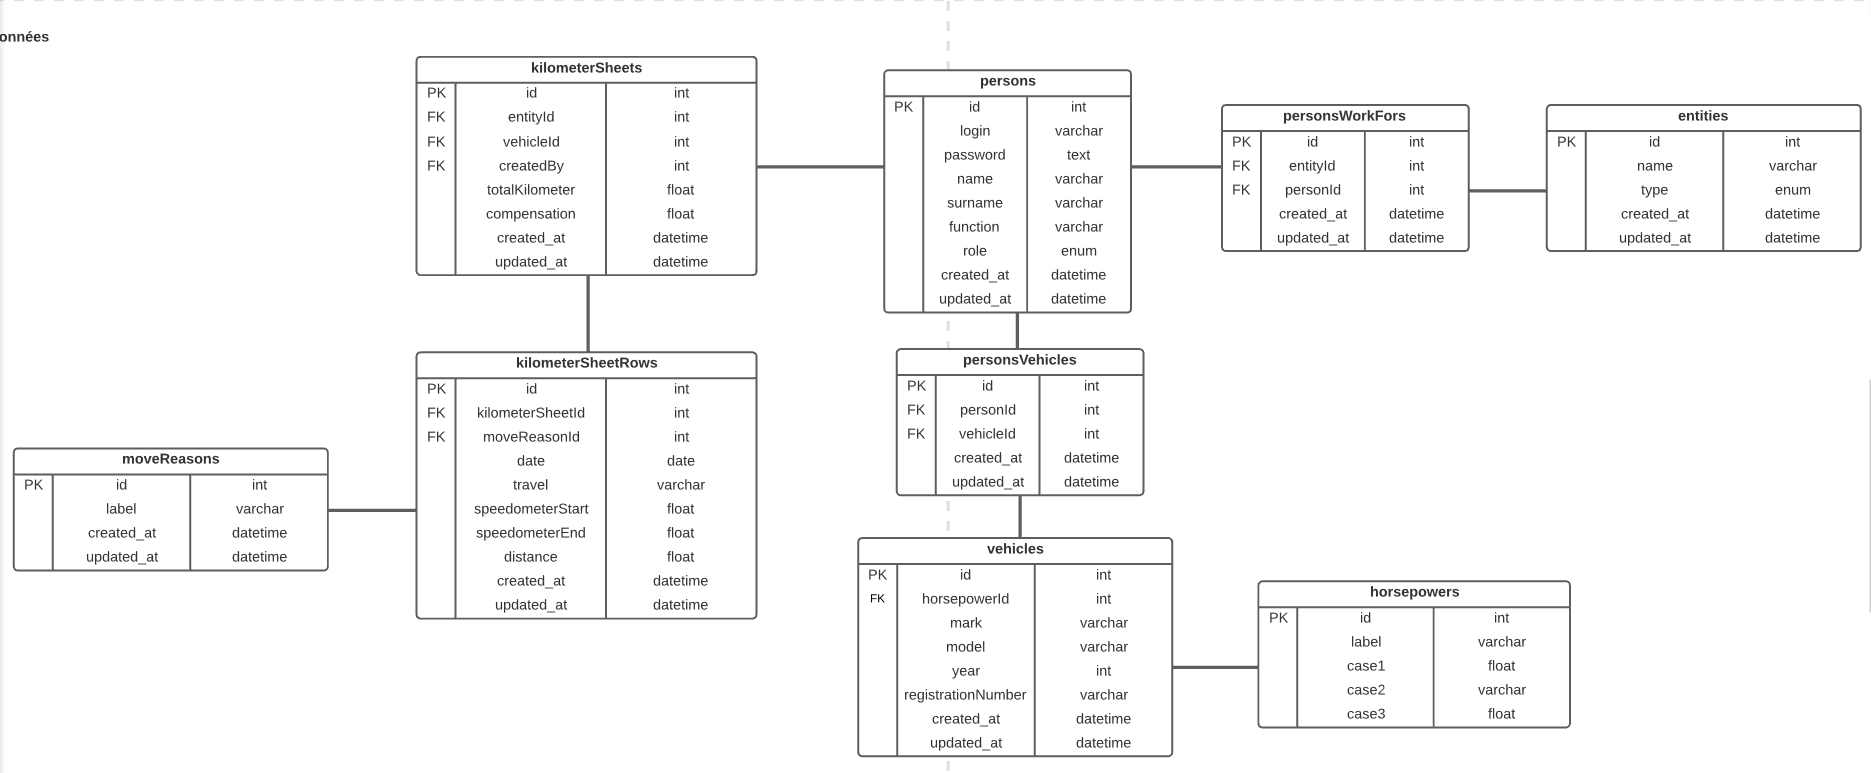 onnées
kilometerSheets
PK id int
FK entityId int
FK vehicleId int
FK createdBy int
totalKilometer float
compensation float
created_at datetime
updated_at datetime
persons
PK id int
login varchar
password text
name varchar
surname varchar
function varchar
role enum
created_at datetime
updated_at datetime
personsWorkFors
PK id int
FK entityId int
FK personId int
created_at datetime
updated_at datetime
entities
PK id int
name varchar
type enum
created_at datetime
updated_at datetime
kilometerSheetRows
PK id int
FK kilometerSheetId int
FK moveReasonId int
date date
travel varchar
speedometerStart float
speedometerEnd float
distance float
created_at datetime
updated_at datetime
personsVehicles
PK id int
FK personId int
FK vehicleId int
created_at datetime
updated_at datetime
moveReasons
PK id int
label varchar
created_at datetime
updated_at datetime
vehicles
PK id int
FK horsepowerId int
mark varchar
model varchar
year int
registrationNumber varchar
created_at datetime
updated_at datetime
horsepowers
PK id int
label varchar
case1 float
case2 varchar
case3 float